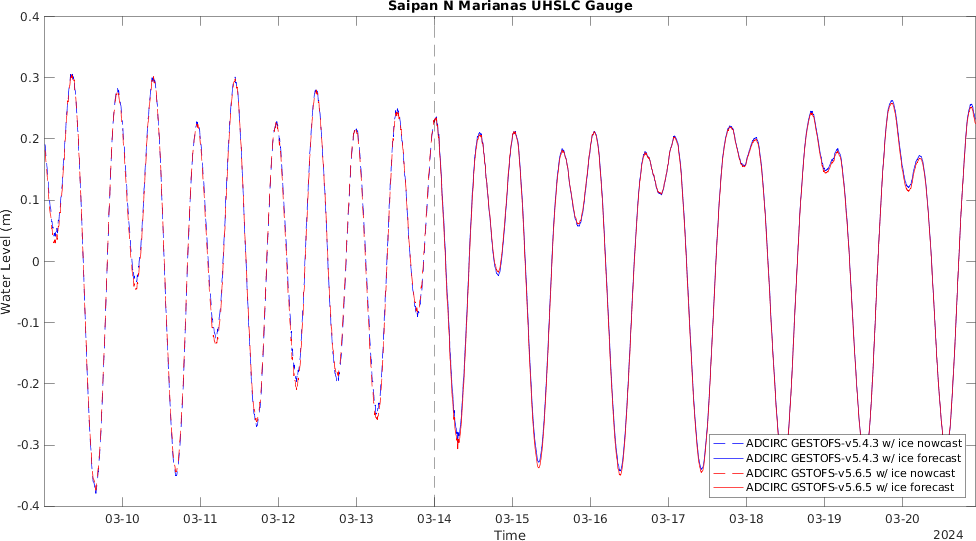 Saipan N Marianas UHSLC Gauge
Water Level (m)
0.4
0.3
0.2
0.1
0
-0.1
-0.2
-0.3
-0.4
ADCIRC GESTOFS-v5.4.3 w/ ice nowcast
ADCIRC GESTOFS-v5.4.3 w/ ice forecast
ADCIRC GSTOFS-v5.6.5 w/ ice nowcast
ADCIRC GSTOFS-v5.6.5 w/ ice forecast
03-10 03-11 03-12 03-13 03-14 03-15 03-16 03-17 03-18 03-19 03-20
Time
2024